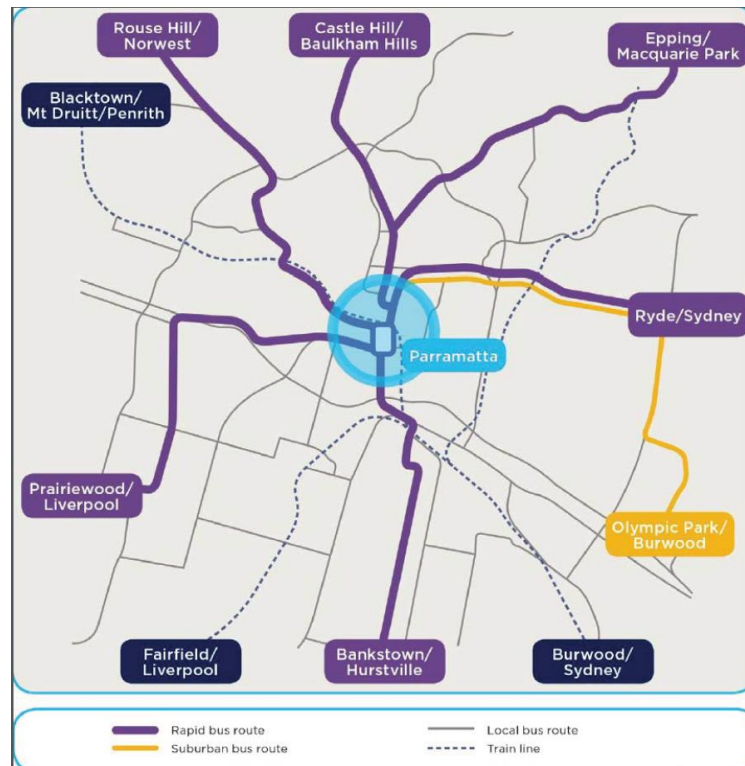 Rouse Hill/
Norwest
Castle Hill/
Baulkham Hills
Epping/
Macquarie Park
Blacktown/
Mt Druitt/Penrith
Ryde/Sydney
Parramatta
Prairiewood/
Liverpool
Olympic Park/
Burwood
Fairfield/
Liverpool
Bankstown/
Hurstville
Burwood/
Sydney
Rapid bus route
Local bus route
Suburban bus route
Train line